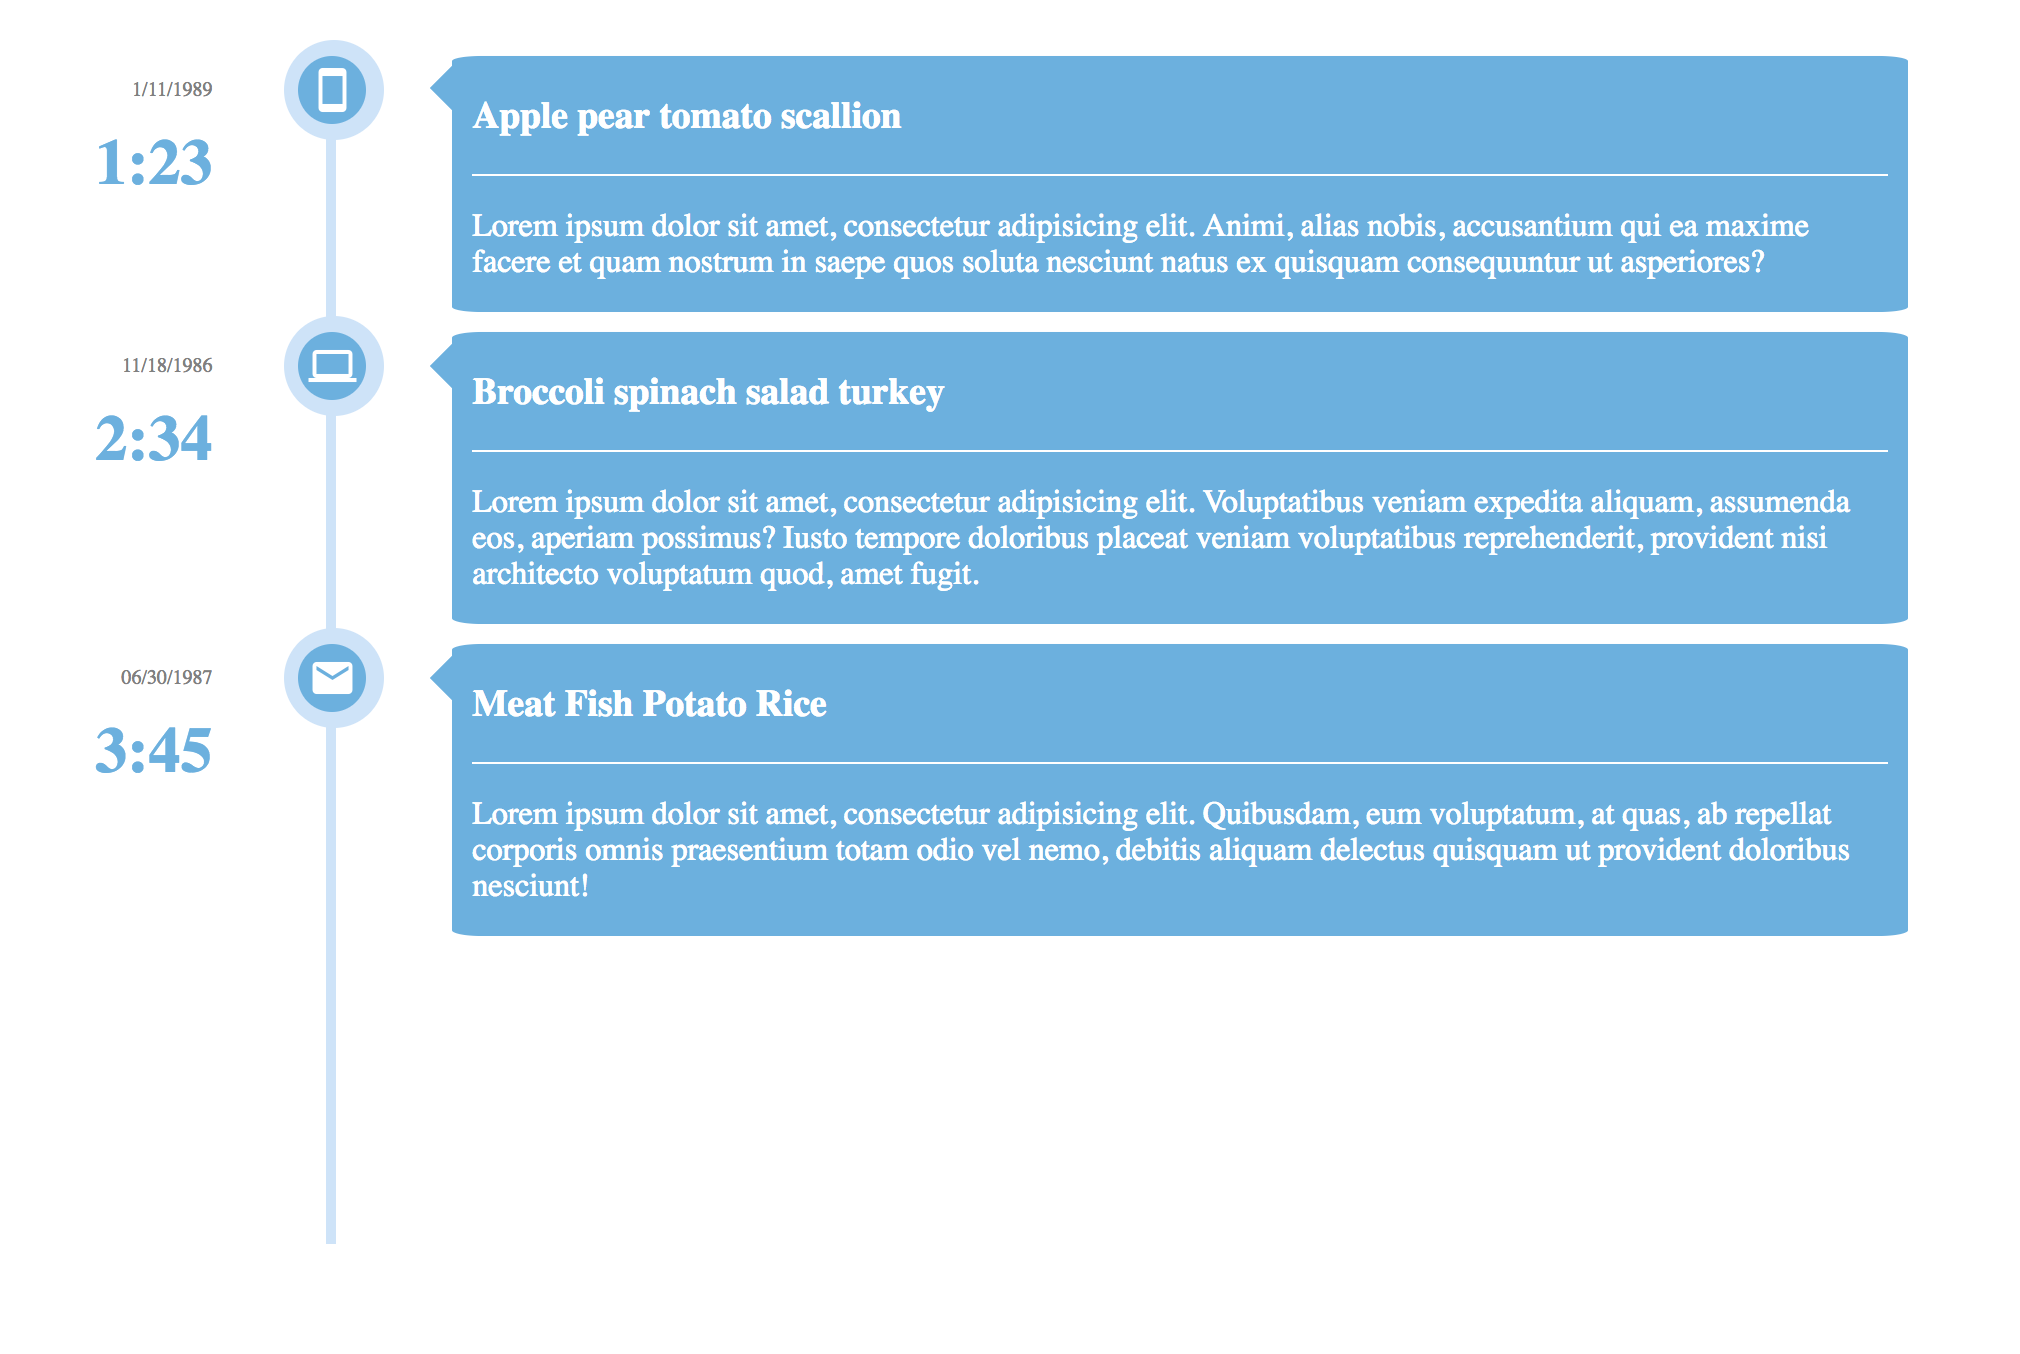 1/11/1989
1:23
Apple pear tomato scallion
Lorem ipsum dolor sit amet, consectetur adipisicing elit. Animi, alias nobis, accusantium qui ea maxime
facere et quam nostrum in saepe quos soluta nesciunt natus ex quisquam consequuntur ut asperiores?
11/18/1986
2:34
Broccoli spinach salad turkey
Lorem ipsum dolor sit amet, consectetur adipisicing elit. Voluptatibus veniam expedita aliquam, assumenda
eos, aperiam possimus? Iusto tempore doloribus placeat veniam voluptatibus reprehenderit, provident nisi
architecto voluptatum quod, amet fugit.
06/30/1987
3:45
Meat Fish Potato Rice
Lorem ipsum dolor sit amet, consectetur adipisicing elit. Quibusdam, eum voluptatum, at quas, ab repellat
corporis omnis praesentium totam odio vel nemo, debitis aliquam delectus quisquam ut provident doloribus
nesciunt!